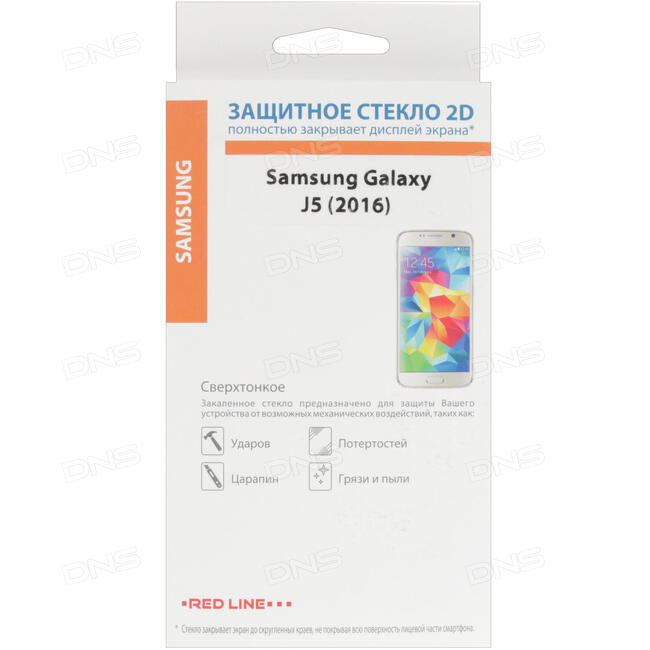 ЗАЩИТНОЕ СТЕКЛО 2D
полностью закрывает дисплей экрана*
SAMSUNG
Samsung Galaxy
J5 (2016)
12:45
Сверхтонкое
Закаленное стекло предназначено для защиты Вашего
устройства от возможных механических воздействий, таких как:
Ударов
Потертостей
Царапин
Грязи и пыли
RED LINE
* Стекло закрывает экран до скругленных краев, не покрывая всю поверхность лицевой части смартфона.
DNS